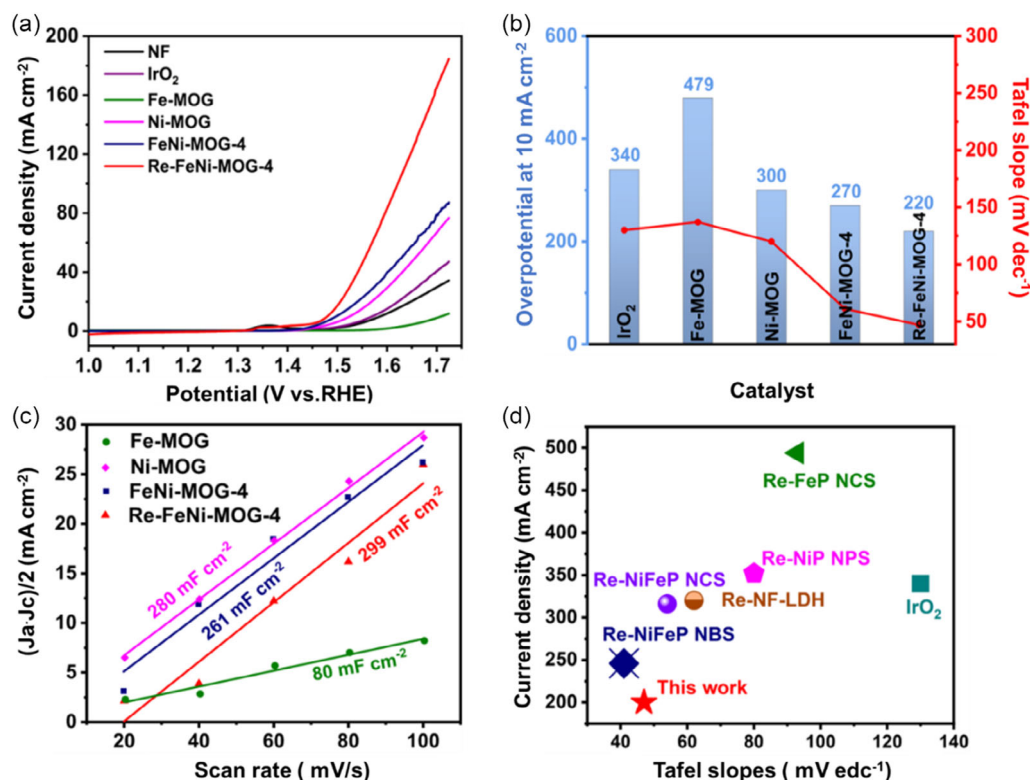 (a)
200
160
120
80
40
0
Current density (mA cm⁻²)
NF
IrO₂
Fe-MOG
Ni-MOG
FeNi-MOG-4
Re-FeNi-MOG-4
1.0 1.1 1.2 1.3 1.4 1.5 1.6 1.7
Potential (V vs.RHE)
(b)
600
400
200
0
Overpotential at 10 mA cm⁻²
340
479
300
270
220
IrO₂
Fe-MOG
Ni-MOG
FeNi-MOG-4
Re-FeNi-MOG-4
300
250
200
150
100
50
Tafel slope (mV dec⁻¹)
Catalyst
(c)
30
25
20
15
10
5
0
(Ja-Jc)/2 (mA cm⁻²)
Fe-MOG
Ni-MOG
FeNi-MOG-4
Re-FeNi-MOG-4
280 mF cm⁻²
261 mF cm⁻²
299 mF cm⁻²
80 mF cm⁻²
20 40 60 80 100
Scan rate ( mV/s)
(d)
500
450
400
350
300
250
200
Current density (mA cm⁻²)
Re-FeP NCS
Re-NiP NPS
Re-NiFeP NCS
Re-NF-LDH
IrO₂
Re-NiFeP NBS
This work
40 60 80 100 120 140
Tafel slopes ( mV edc⁻¹)